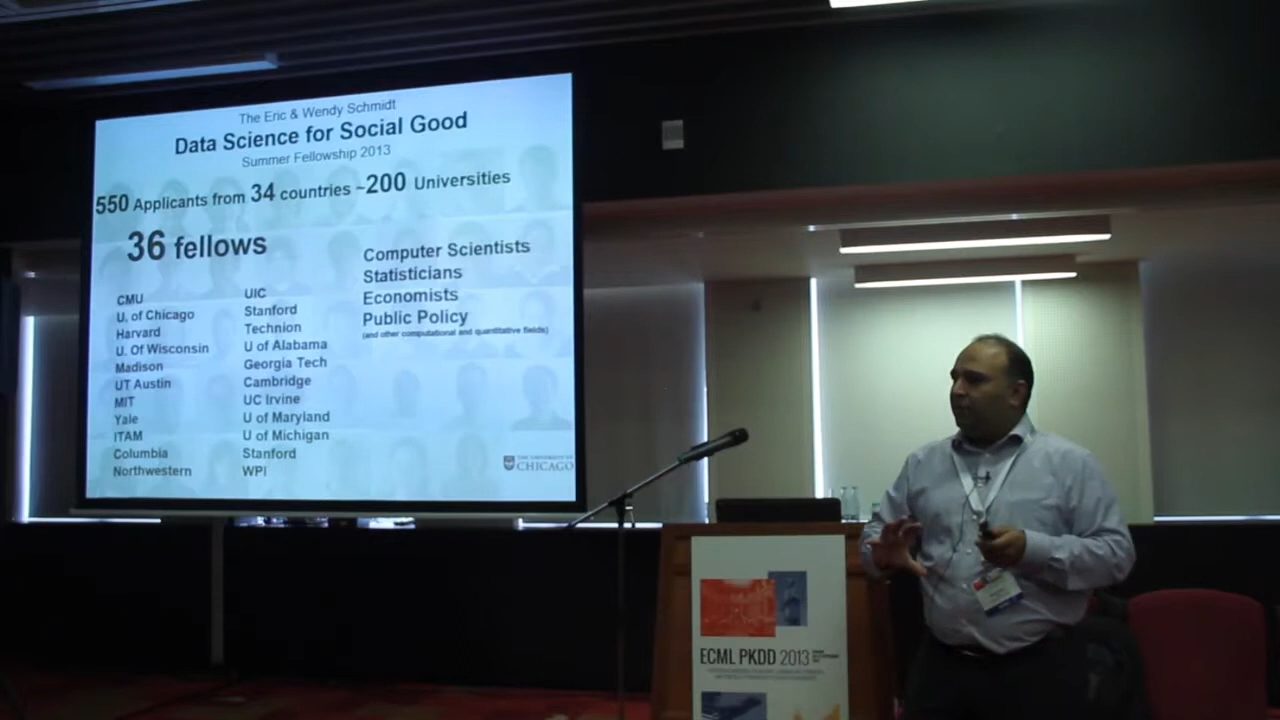 The Eric & Wendy Schmidt
Data Science for Social Good
Summer Fellowship 2013
550 Applicants from 34 countries ~200 Universities
36 fellows
CMU
U. of Chicago
Harvard
U. Of Wisconsin
Madison
UT Austin
MIT
Yale
ITAM
Columbia
Northwestern
UIC
Stanford
Technion
U of Alabama
Georgia Tech
Cambridge
UC Irvine
U of Maryland
U of Michigan
Stanford
WPI
Computer Scientists
Statisticians
Economists
Public Policy
(and other computational and quantitative fields)
THE UNIVERSITY OF
CHICAGO
ECML PKDD 2013